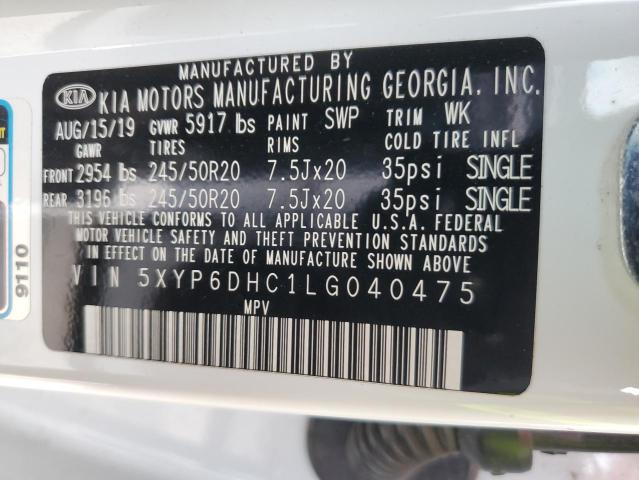 MANUFACTURED BY
KIA KIA MOTORS MANUFACTURING GEORGIA, INC.
AUG/15/19 GVWR 5917 lbs PAINT SWP TRIM WK
GAWR TIRES RIMS COLD TIRE INFL
FRONT 2954 lbs 245/50R20 7.5Jx20 35psi SINGLE
REAR 3196 lbs 245/50R20 7.5Jx20 35psi SINGLE
THIS VEHICLE CONFORMS TO ALL APPLICABLE U.S.A. FEDERAL
MOTOR VEHICLE SAFETY BUMPER, AND THEFT PREVENTION STANDARDS
IN EFFECT ON THE DATE OF MANUFACTURE SHOWN ABOVE
VIN 5XYP6DHC1LG040475
MPV
9110